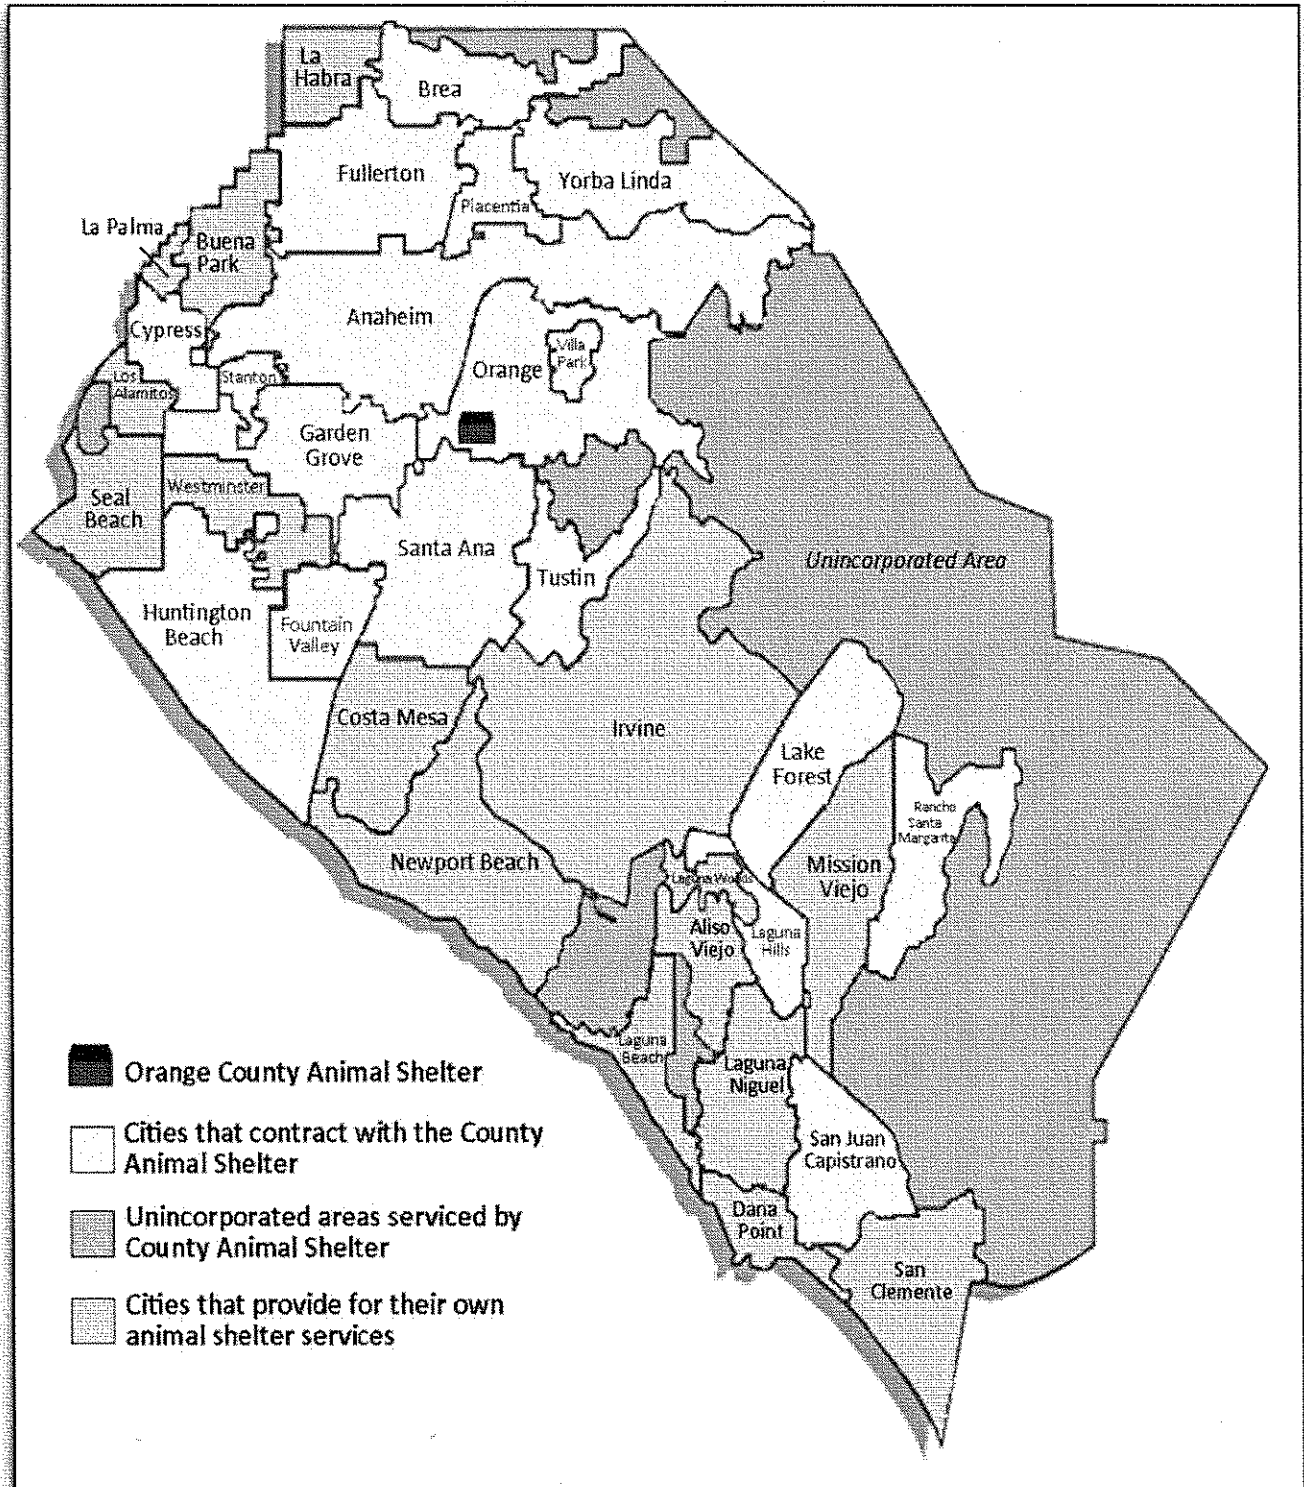 La
Habra
Brea
Fullerton
Yorba Linda
Placentia
La Palma
Buena
Park
Anaheim
Cypress
Villa
Park
Orange
Stanton
Los
Alamitos
Garden
Grove
Westminster
Seal
Beach
Santa Ana
Unincorporated Area
Tustin
Huntington
Beach
Fountain
Valley
Costa Mesa
Irvine
Lake
Forest
Rancho
Santa
Margarita
Newport Beach
Mission
Viejo
Laguna Woods
Aliso
Viejo
Laguna
Hills
Laguna
Beach
Laguna
Niguel
San Juan
Capistrano
Dana
Point
San
Clemente
Orange County Animal Shelter
Cities that contract with the County
Animal Shelter
Unincorporated areas serviced by
County Animal Shelter
Cities that provide for their own
animal shelter services